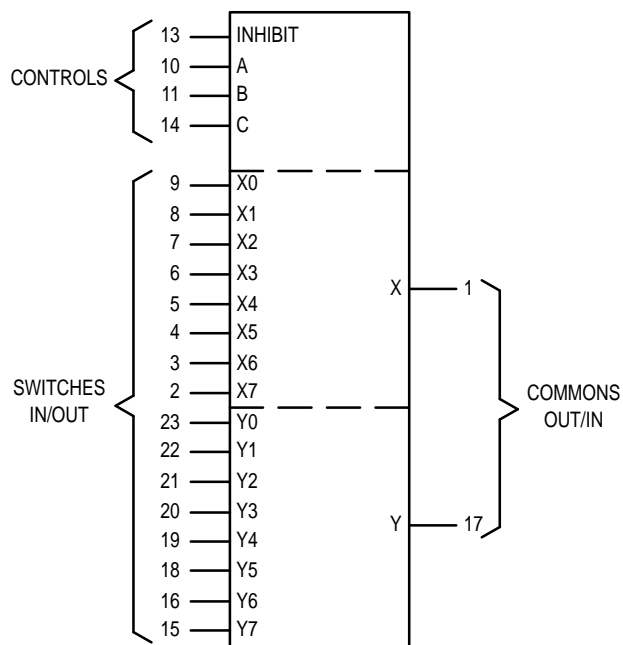 CONTROLS
13 INHIBIT
10 A
11 B
14 C
SWITCHES
IN/OUT
9 X0
8 X1
7 X2
6 X3
5 X4
4 X5
3 X6
2 X7
23 Y0
22 Y1
21 Y2
20 Y3
19 Y4
18 Y5
16 Y6
15 Y7
X 1
Y 17
COMMONS
OUT/IN